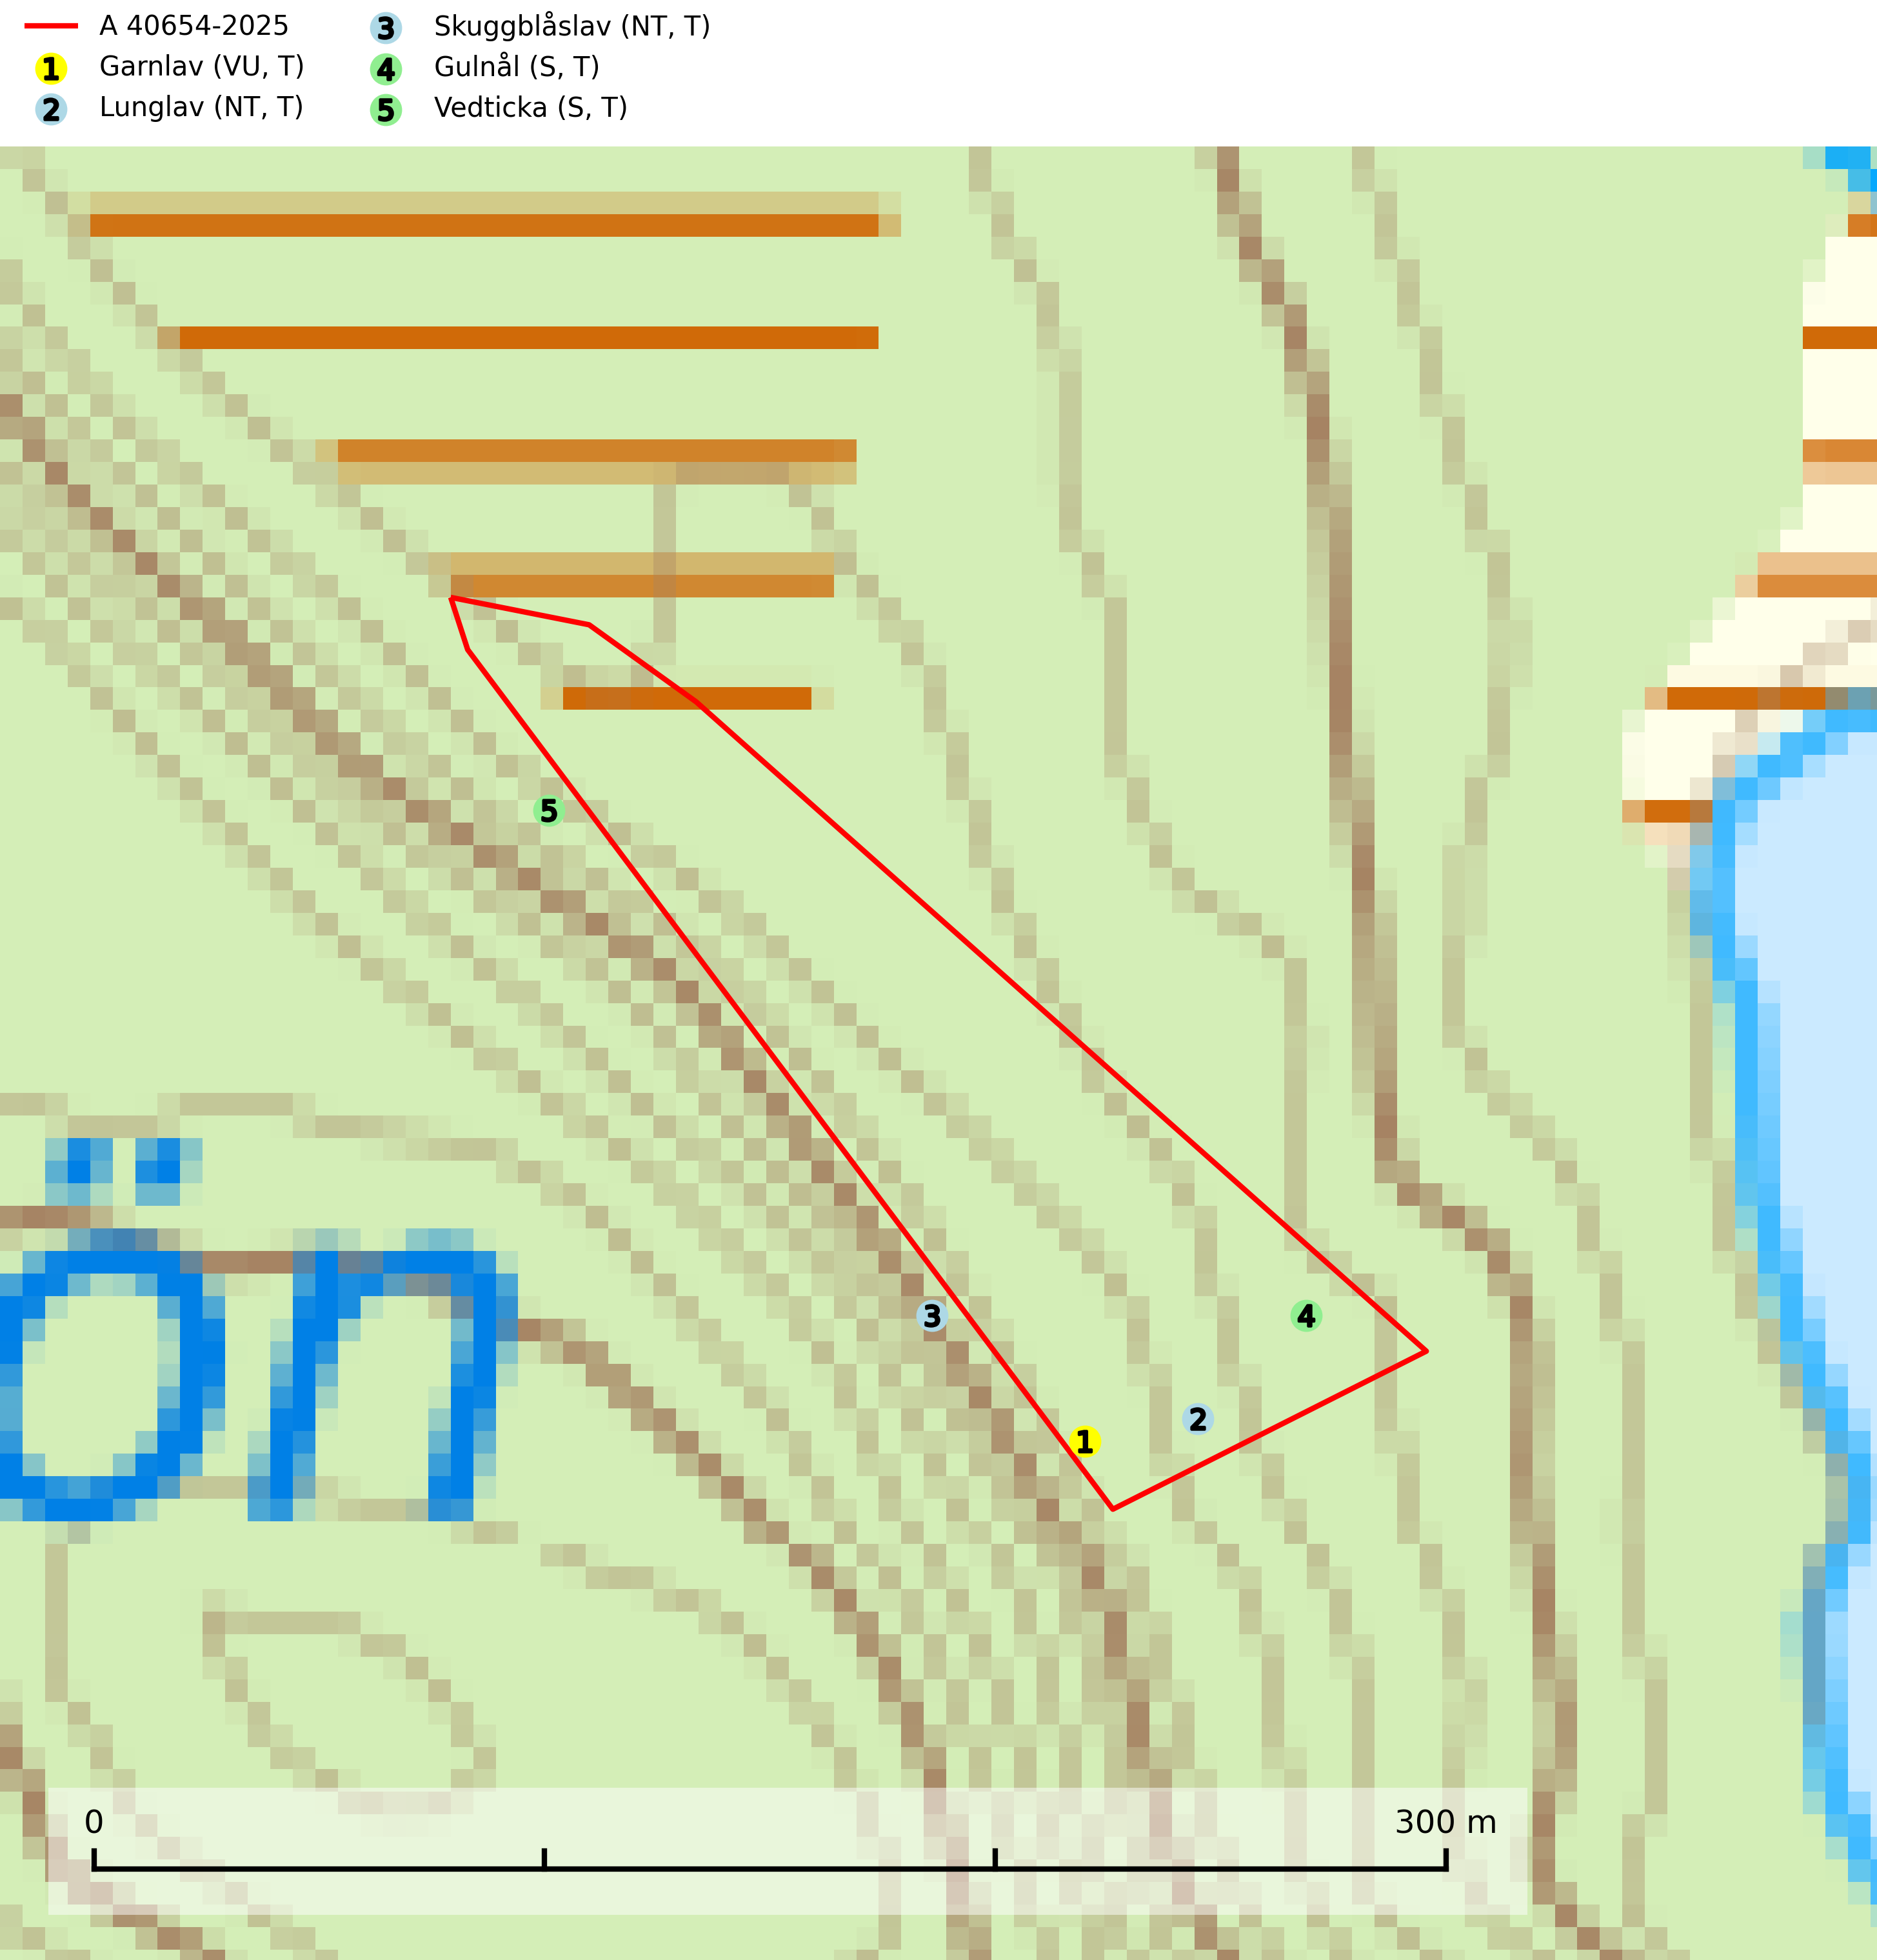 A 40654-2025
1 Garnlav (VU, T)
2 Lunglav (NT, T)
3 Skuggblåslav (NT, T)
4 Gulnål (S, T)
5 Vedticka (S, T)
5
3
4
2
1
ön
0 300 m